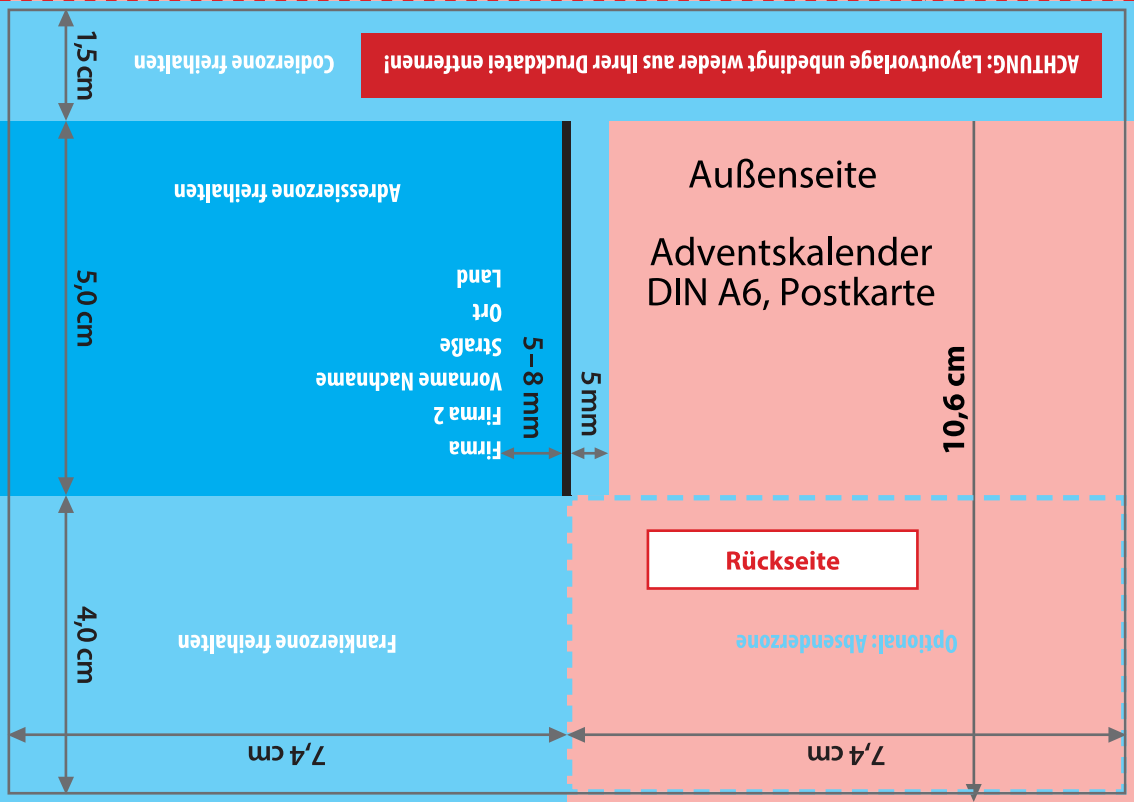 ACHTUNG: Layoutvorlage unbedingt wieder aus Ihrer Druckdatei entfernen!
Codierzone freihalten
1,5 cm
Außenseite
Adventskalender
DIN A6, Postkarte
Adressierzone freihalten
5,0 cm
Firma
Firma 2
Vorname Nachname
Straße
Ort
Land
5–8 mm
5 mm
10,6 cm
Rückseite
Optional: Absenderzone
Frankierzone freihalten
4,0 cm
7,4 cm
7,4 cm